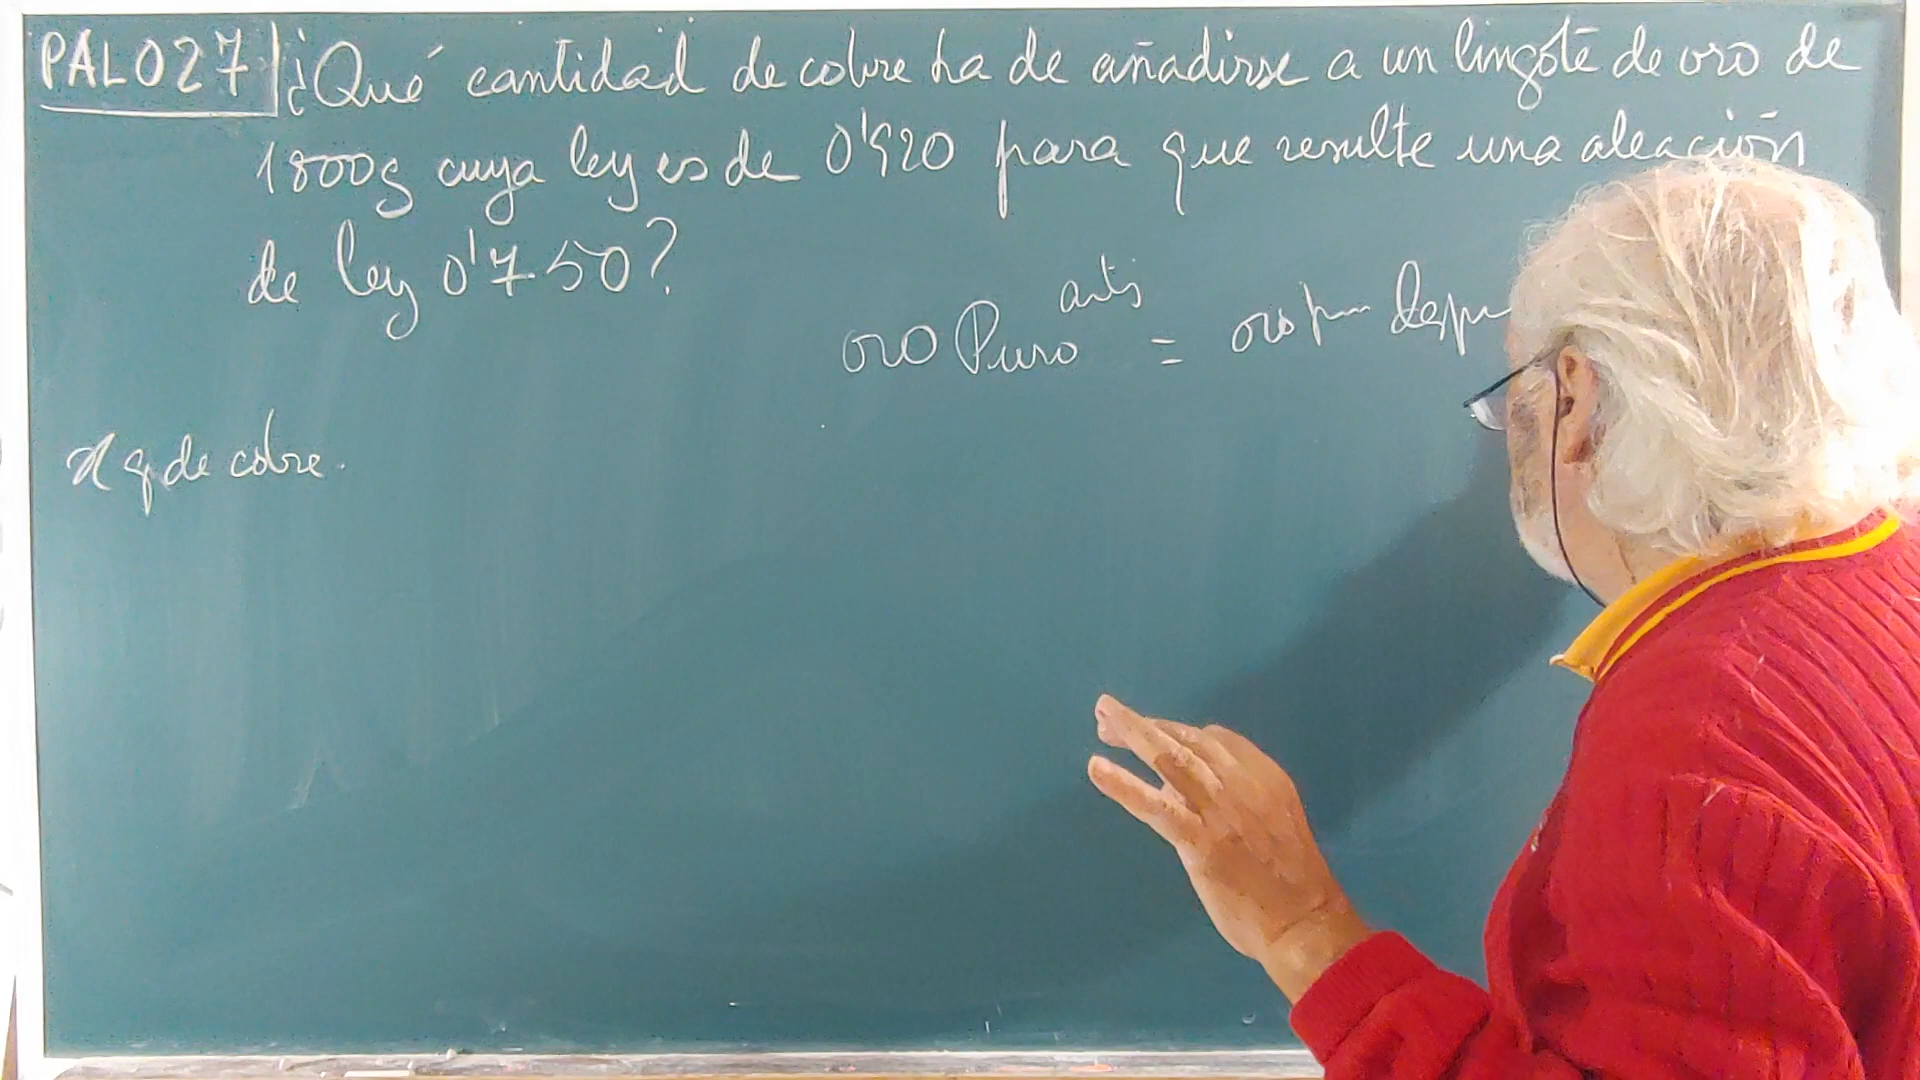 PAL027 ¿Qué cantidad de cobre ha de añadirse a un lingote de oro de
1800g cuya ley es de 0'920 para que resulte una aleación
de ley 0'750?
oro Puro antes = oro puro Despu
x g de cobre.